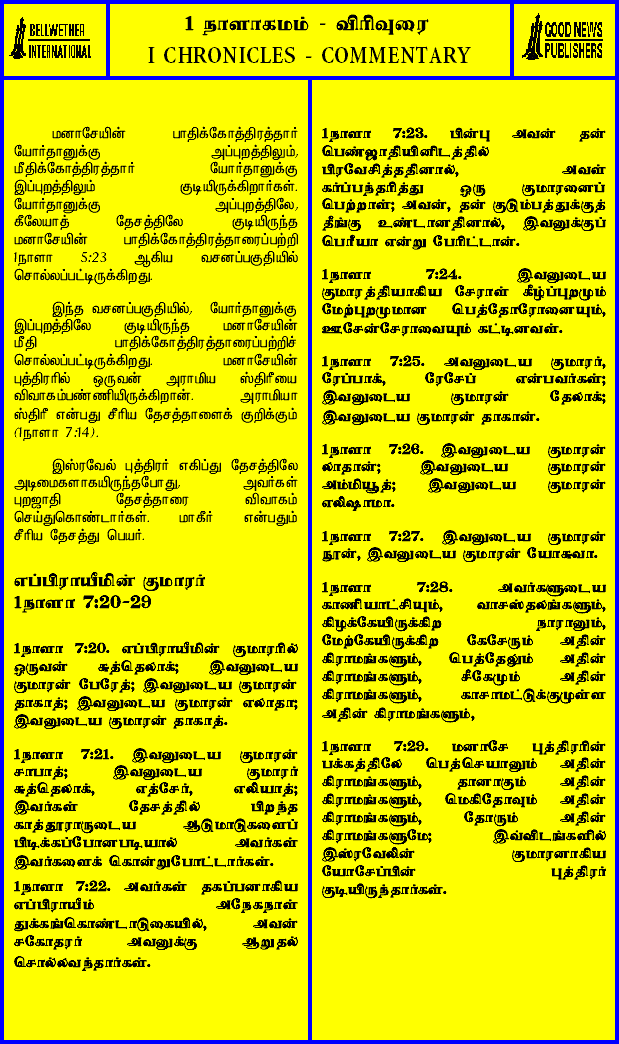 BELLWETHER
INTERNATIONAL
1 நாளாகமம் - விரிவுரை
I CHRONICLES - COMMENTARY
GOOD NEWS
PUBLISHERS
மனாசேயின் பாதிக்கோத்திரத்தார்
யோர்தானுக்கு அப்புறத்திலும்,
மீதிக்கோத்திரத்தார் யோர்தானுக்கு
இப்புறத்திலும் குடியிருக்கிறார்கள்.
யோர்தானுக்கு அப்புறத்திலே,
கீலேயாத் தேசத்திலே குடியிருந்த
மனாசேயின் பாதிக்கோத்திரத்தாரைப்பற்றி
1நாளா 5:23 ஆகிய வசனப்பகுதியில்
சொல்லப்பட்டிருக்கிறது.
இந்த வசனப்பகுதியில், யோர்தானுக்கு
இப்புறத்திலே குடியிருந்த மனாசேயின்
மீதி பாதிக்கோத்திரத்தாரைப்பற்றிச்
சொல்லப்பட்டிருக்கிறது. மனாசேயின்
புத்திரரில் ஒருவன் அராமிய ஸ்திரீயை
விவாகம்பண்ணியிருக்கிறான். அராமியா
ஸ்திரீ என்பது சீரிய தேசத்தாளைக் குறிக்கும்
(1நாளா 7:14).
இஸ்ரவேல் புத்திரர் எகிப்து தேசத்திலே
அடிமைகளாகயிருந்தபோது, அவர்கள்
புறஜாதி தேசத்தாரை விவாகம்
செய்துகொண்டார்கள். மாகீர் என்பதும்
சீரிய தேசத்து பெயர்.
எப்பிராயீமின் குமாரர்
1நாளா 7:20-29
1நாளா 7:20. எப்பிராயீமின் குமாரரில்
ஒருவன் சுத்தெலாக்; இவனுடைய
குமாரன் பேரேத்; இவனுடைய குமாரன்
தாகாத்; இவனுடைய குமாரன் எலாதா;
இவனுடைய குமாரன் தாகாத்.
1நாளா 7:21. இவனுடைய குமாரன்
சாபாத்; இவனுடைய குமாரர்
சுத்தெலாக், எத்சேர், எலியாத்;
இவர்கள் தேசத்தில் பிறந்த
காத்தூராருடைய ஆடுமாடுகளைப்
பிடிக்கப்போனபடியால் அவர்கள்
இவர்களைக் கொன்றுபோட்டார்கள்.
1நாளா 7:22. அவர்கள் தகப்பனாகிய
எப்பிராயீம் அநேகநாள்
துக்கங்கொண்டாடுகையில், அவன்
சகோதரர் அவனுக்கு ஆறுதல்
சொல்லவந்தார்கள்.
1நாளா 7:23. பின்பு அவன் தன்
பெண்ஜாதியினிடத்தில்
பிரவேசித்ததினால், அவள்
கர்ப்பந்தரித்து ஒரு குமாரனைப்
பெற்றாள்; அவன், தன் குடும்பத்துக்குத்
தீங்கு உண்டானதினால், இவனுக்குப்
பெரீயா என்று பேரிட்டான்.
1நாளா 7:24. இவனுடைய
குமாரத்தியாகிய சேராள் கீழ்ப்புறமும்
மேற்புறமுமான பெத்தோரோனையும்,
ஊசேன்சேராவையும் கட்டினவள்.
1நாளா 7:25. அவனுடைய குமாரர்,
ரேப்பாக், ரேசேப் என்பவர்கள்;
இவனுடைய குமாரன் தேலாக்;
இவனுடைய குமாரன் தாகான்.
1நாளா 7:26. இவனுடைய குமாரன்
லாதான்; இவனுடைய குமாரன்
அம்மியூத்; இவனுடைய குமாரன்
எலிஷாமா.
1நாளா 7:27. இவனுடைய குமாரன்
நூன், இவனுடைய குமாரன் யோசுவா.
1நாளா 7:28. அவர்களுடைய
காணியாட்சியும், வாசஸ்தலங்களும்,
கிழக்கேயிருக்கிற நாரானும்,
மேற்கேயிருக்கிற கேசேரும் அதின்
கிராமங்களும், பெத்தேலும் அதின்
கிராமங்களும், சீகேமும் அதின்
கிராமங்களும், காசாமட்டுக்குமுள்ள
அதின் கிராமங்களும்,
1நாளா 7:29. மனாசே புத்திரரின்
பக்கத்திலே பெத்செயானும் அதின்
கிராமங்களும், தானாகும் அதின்
கிராமங்களும், மெகிதோவும் அதின்
கிராமங்களும், தோரும் அதின்
கிராமங்களுமே; இவ்விடங்களில்
இஸ்ரவேலின் குமாரனாகிய
யோசேப்பின் புத்திரர்
குடியிருந்தார்கள்.